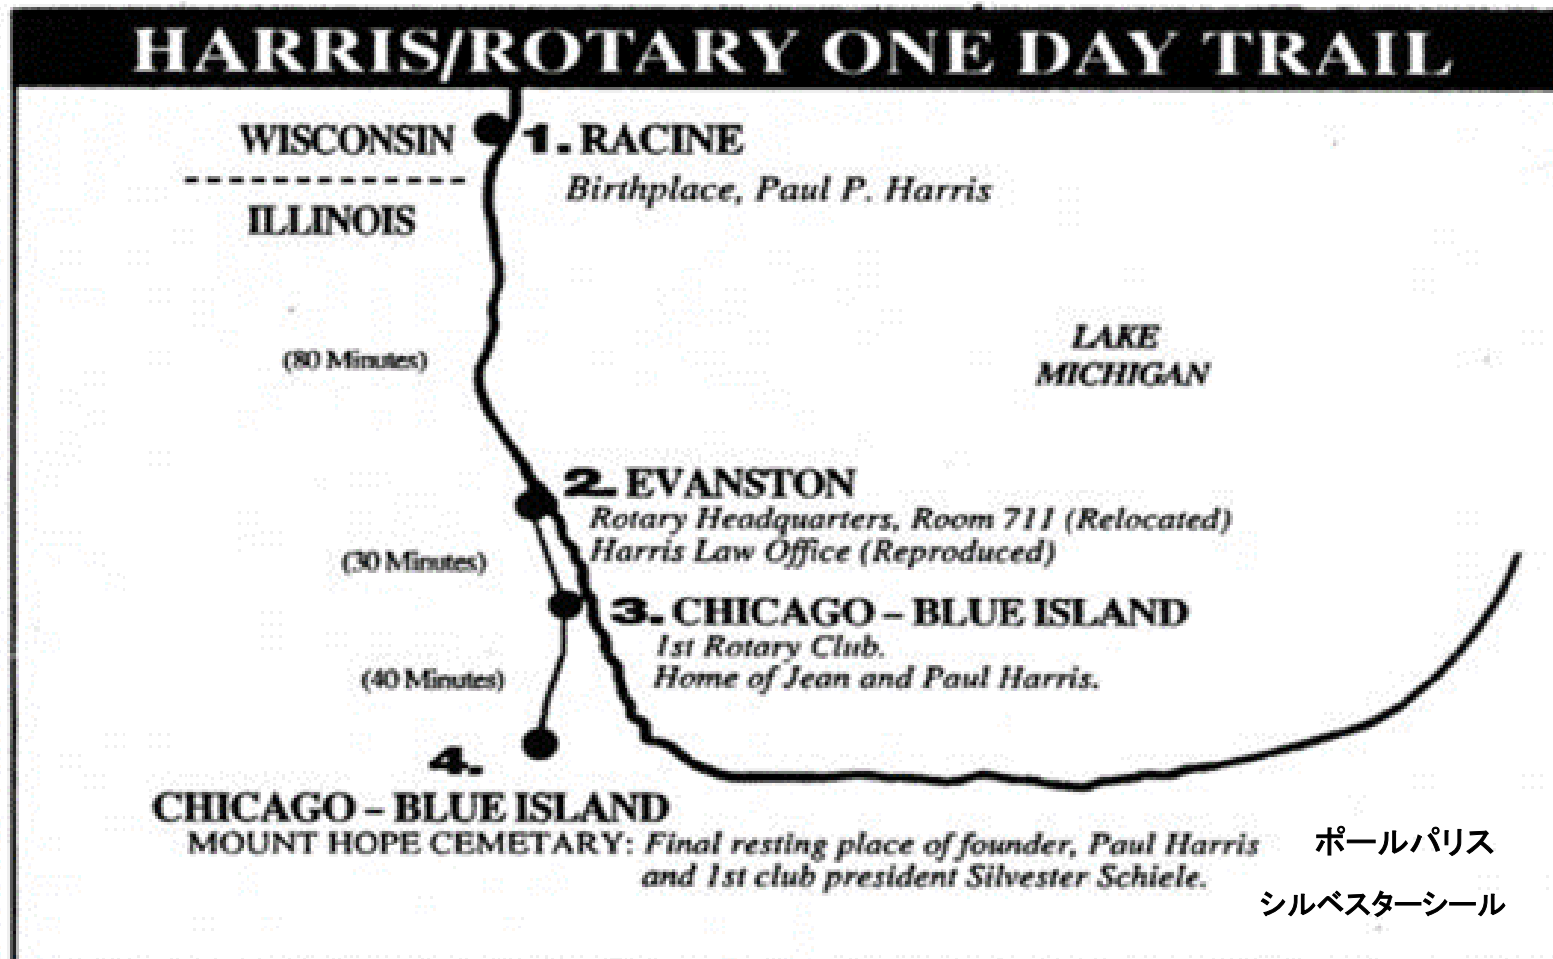 HARRIS/ROTARY ONE DAY TRAIL
WISCONSIN
1. RACINE
Birthplace, Paul P. Harris
ILLINOIS
LAKE
MICHIGAN
(80 Minutes)
2. EVANSTON
Rotary Headquarters, Room 711 (Relocated)
Harris Law Office (Reproduced)
(30 Minutes)
3. CHICAGO – BLUE ISLAND
1st Rotary Club.
Home of Jean and Paul Harris.
(40 Minutes)
4.
CHICAGO – BLUE ISLAND
MOUNT HOPE CEMETARY: Final resting place of founder, Paul Harris
and 1st club president Silvester Schiele.
ポールパリス
シルベスターシール